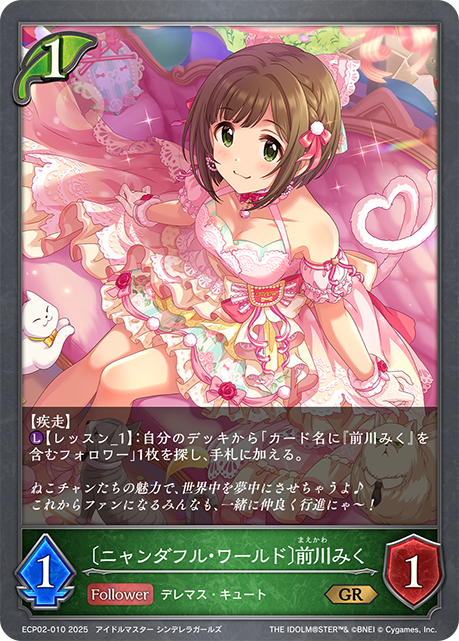 1
【疾走】
L【レッスン_1】:自分のデッキから「カード名に『前川みく』を
含むフォロワー」1枚を探し、手札に加える。
ねこチャンたちの魅力で、世界中を夢中にさせちゃうよ♪
これからファンになるみんなも、一緒に仲良く行進にゃ~!
まえかわ
〔ニャンダフル・ワールド〕前川みく
1
Follower デレマス・キュート GR
1
ECP02-010 2025 アイドルマスター シンデレラガールズ THE IDOLM@STER™& ©BNEI © Cygames, Inc.